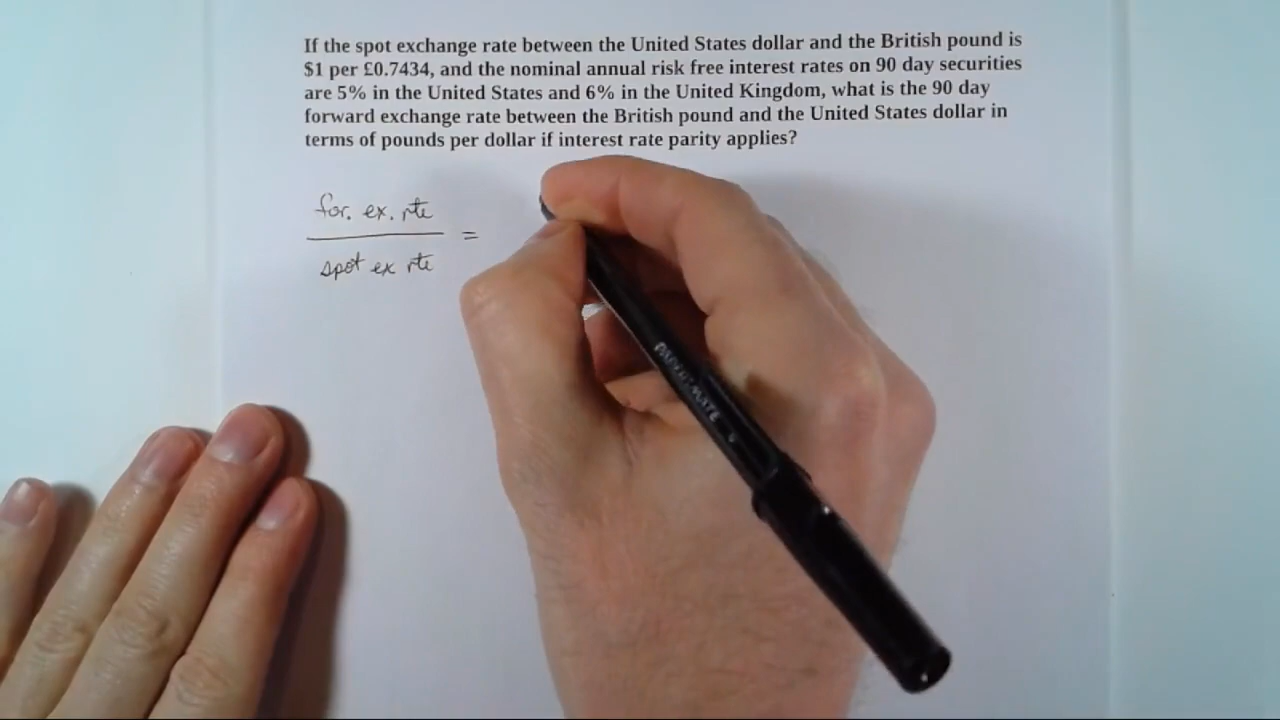 If the spot exchange rate between the United States dollar and the British pound is
$1 per £0.7434, and the nominal annual risk free interest rates on 90 day securities
are 5% in the United States and 6% in the United Kingdom, what is the 90 day
forward exchange rate between the British pound and the United States dollar in
terms of pounds per dollar if interest rate parity applies?
for. ex. rte
=
spot ex rte